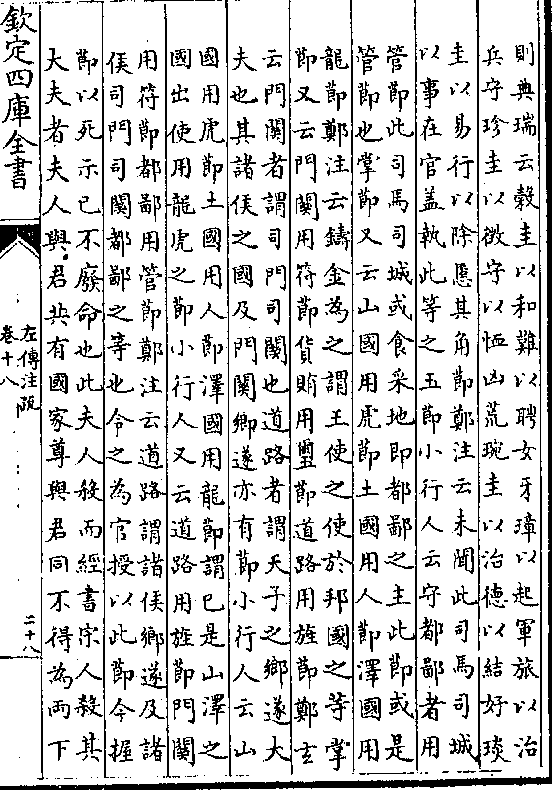 則典瑞云榖圭以和難以聘女牙璋以起軍旅以治
兵守珍圭以徴守以恤凶荒琬圭以治德以結好琰
圭以易行以除慝其角節鄭注云未聞此司馬司城
以事在官盖執此等之玉節小行人云守都鄙者用
管節此司馬司城或食采地即都鄙之主此節或是
管節也掌節又云山國用虎節土國用人節澤國用
龍節鄭注云鑄金為之謂王使之使於邦國之等掌
節又云門關用符節貨賄用璽節道路用旌節鄭玄
云門關者謂司門司關也道路者謂天子之鄉遂大
夫也其諸侯之國及門關鄉遂亦有節小行人云山
國用虎節土國用人節澤國用龍節謂已是山澤之
國出使用龍虎之節小行人又云道路用旌節門關
用符節都鄙用管節鄭注云道路謂諸侯鄉遂及諸
侯司門司關都鄙之等也令之為官授以此節今握
節以死示已不廢命也此夫人殺而經書宋人殺其
大夫者夫人與君共有國家尊與君同不得為兩下
欽定四庫全書
左傳注疏
卷十八
二十八